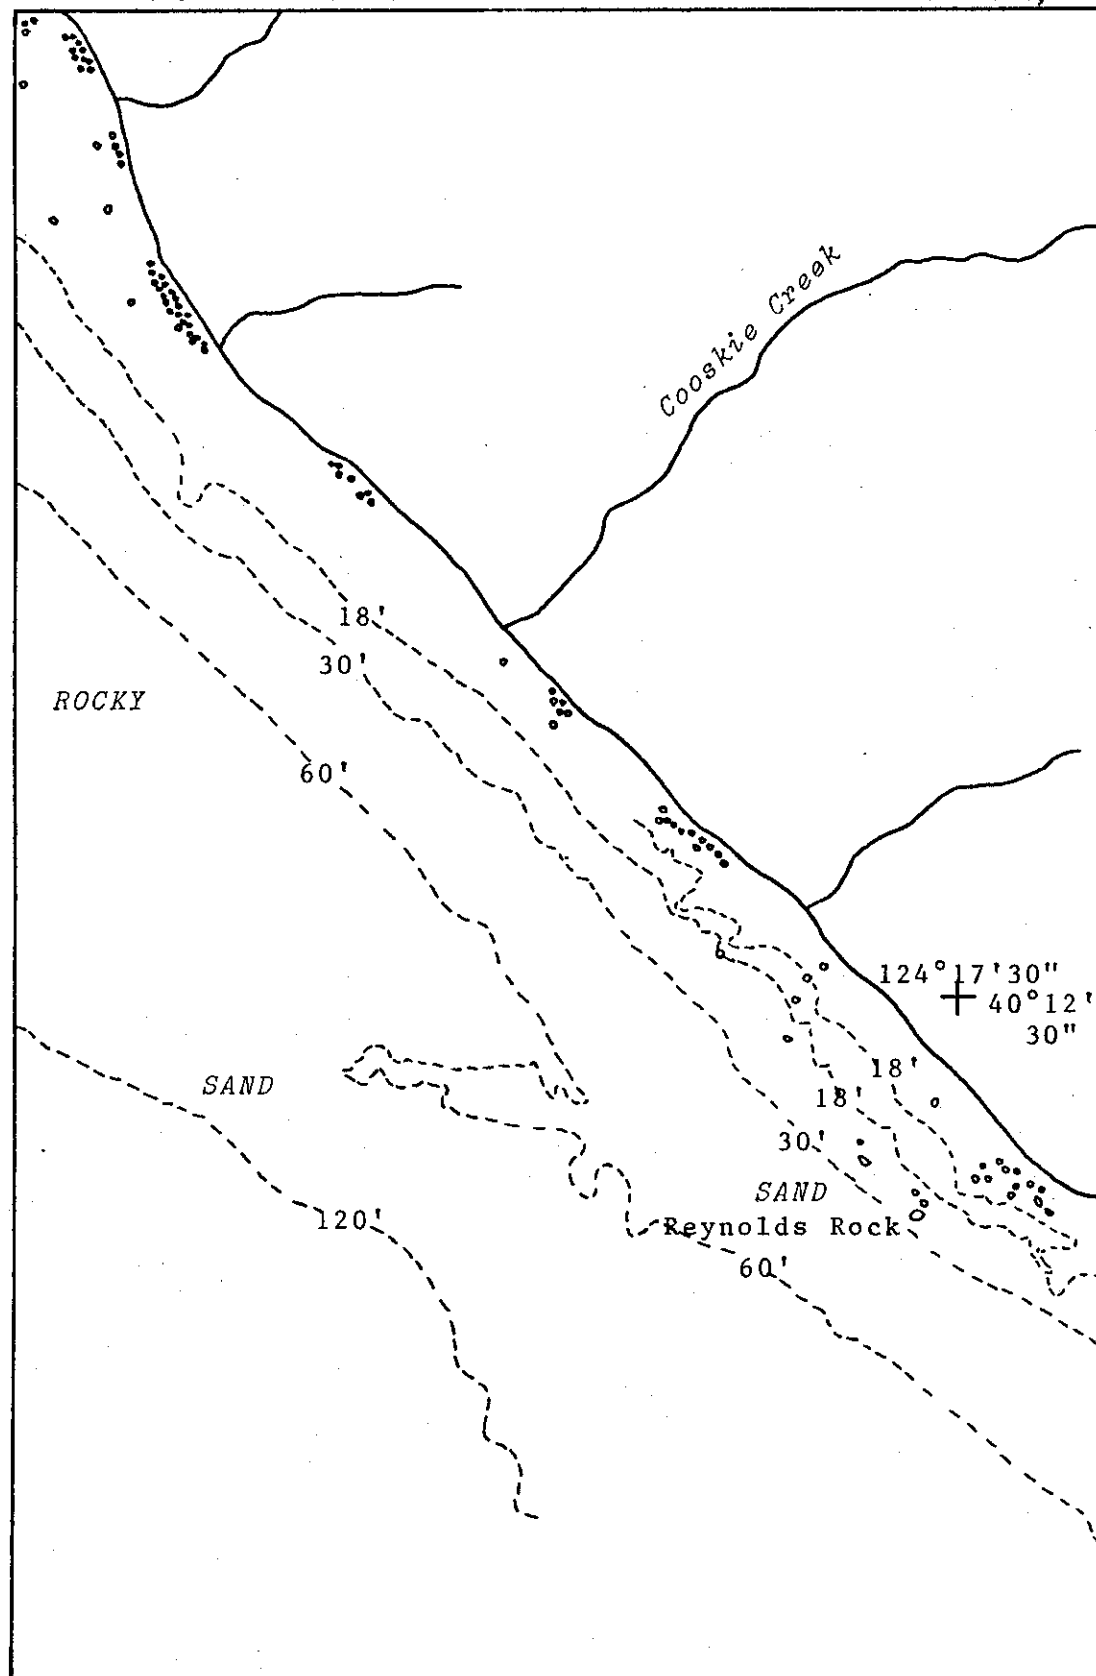 Cooskie Creek
18'
30'
ROCKY
60'
124°17'30"
40°12'
30"
18'
SAND
18'
30'
SAND
120'
Reynolds Rock
60'